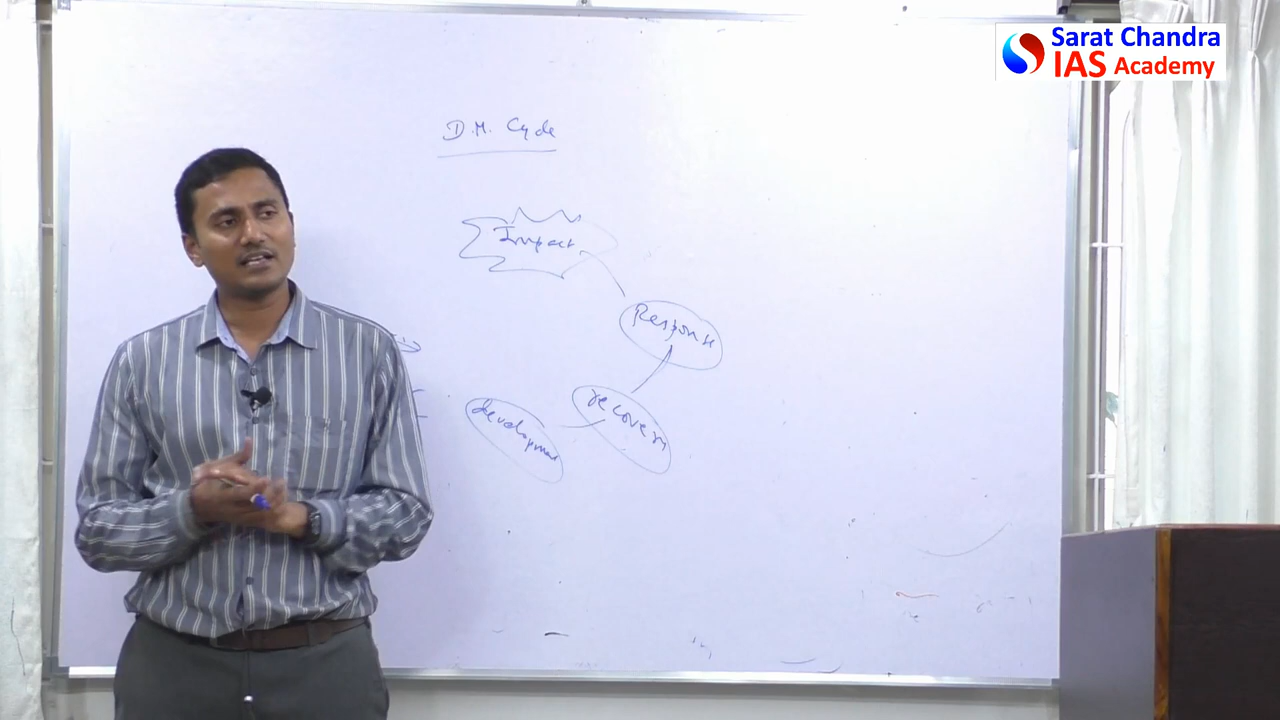 Sarat Chandra
IAS Academy
D.M. Cycle
Impact
Response
recovery
development